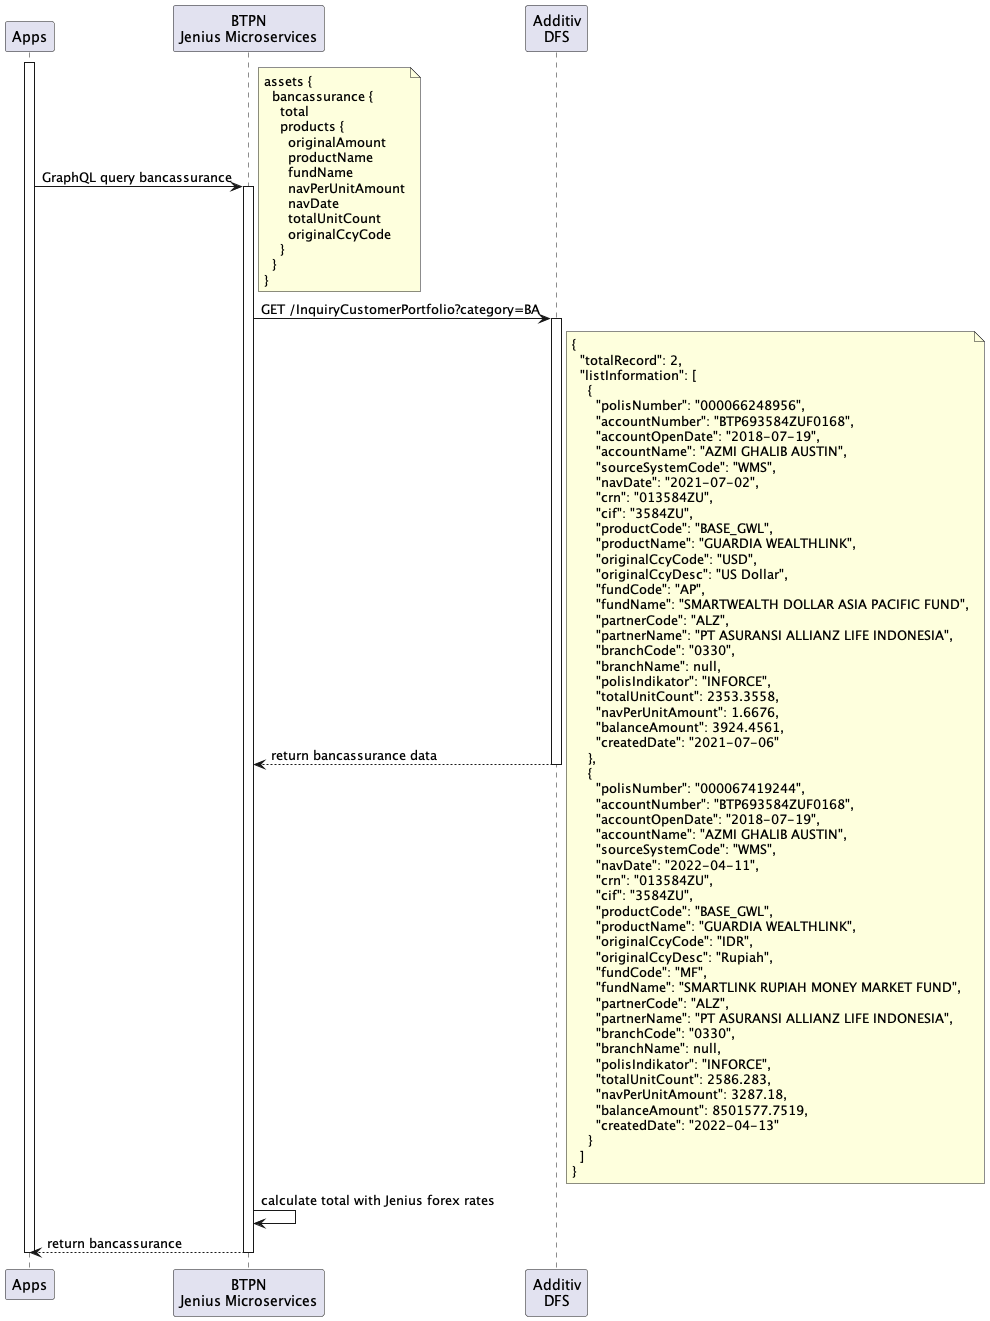 Apps
BTPN
Jenius Microservices
Additiv
DFS
assets {
bancassurance {
total
products {
originalAmount
productName
fundName
navPerUnitAmount
navDate
totalUnitCount
originalCcyCode
}
}
}
GraphQL query bancassurance
GET /InquiryCustomerPortfolio?category=BA
{
"totalRecord": 2,
"listInformation": [
{
"polisNumber": "000066248956",
"accountNumber": "BTP693584ZUF0168",
"accountOpenDate": "2018-07-19",
"accountName": "AZMI GHALIB AUSTIN",
"sourceSystemCode": "WMS",
"navDate": "2021-07-02",
"crn": "013584ZU",
"cif": "3584ZU",
"productCode": "BASE_GWL",
"productName": "GUARDIA WEALTHLINK",
"originalCcyCode": "USD",
"originalCcyDesc": "US Dollar",
"fundCode": "AP",
"fundName": "SMARTWEALTH DOLLAR ASIA PACIFIC FUND",
"partnerCode": "ALZ",
"partnerName": "PT ASURANSI ALLIANZ LIFE INDONESIA",
"branchCode": "0330",
"branchName": null,
"polisIndikator": "INFORCE",
"totalUnitCount": 2353.3558,
"navPerUnitAmount": 1.6676,
"balanceAmount": 3924.4561,
"createdDate": "2021-07-06"
},
{
"polisNumber": "000067419244",
"accountNumber": "BTP693584ZUF0168",
"accountOpenDate": "2018-07-19",
"accountName": "AZMI GHALIB AUSTIN",
"sourceSystemCode": "WMS",
"navDate": "2022-04-11",
"crn": "013584ZU",
"cif": "3584ZU",
"productCode": "BASE_GWL",
"productName": "GUARDIA WEALTHLINK",
"originalCcyCode": "IDR",
"originalCcyDesc": "Rupiah",
"fundCode": "MF",
"fundName": "SMARTLINK RUPIAH MONEY MARKET FUND",
"partnerCode": "ALZ",
"partnerName": "PT ASURANSI ALLIANZ LIFE INDONESIA",
"branchCode": "0330",
"branchName": null,
"polisIndikator": "INFORCE",
"totalUnitCount": 2586.283,
"navPerUnitAmount": 3287.18,
"balanceAmount": 8501577.7519,
"createdDate": "2022-04-13"
}
]
}
return bancassurance data
calculate total with Jenius forex rates
return bancassurance
Apps
BTPN
Jenius Microservices
Additiv
DFS